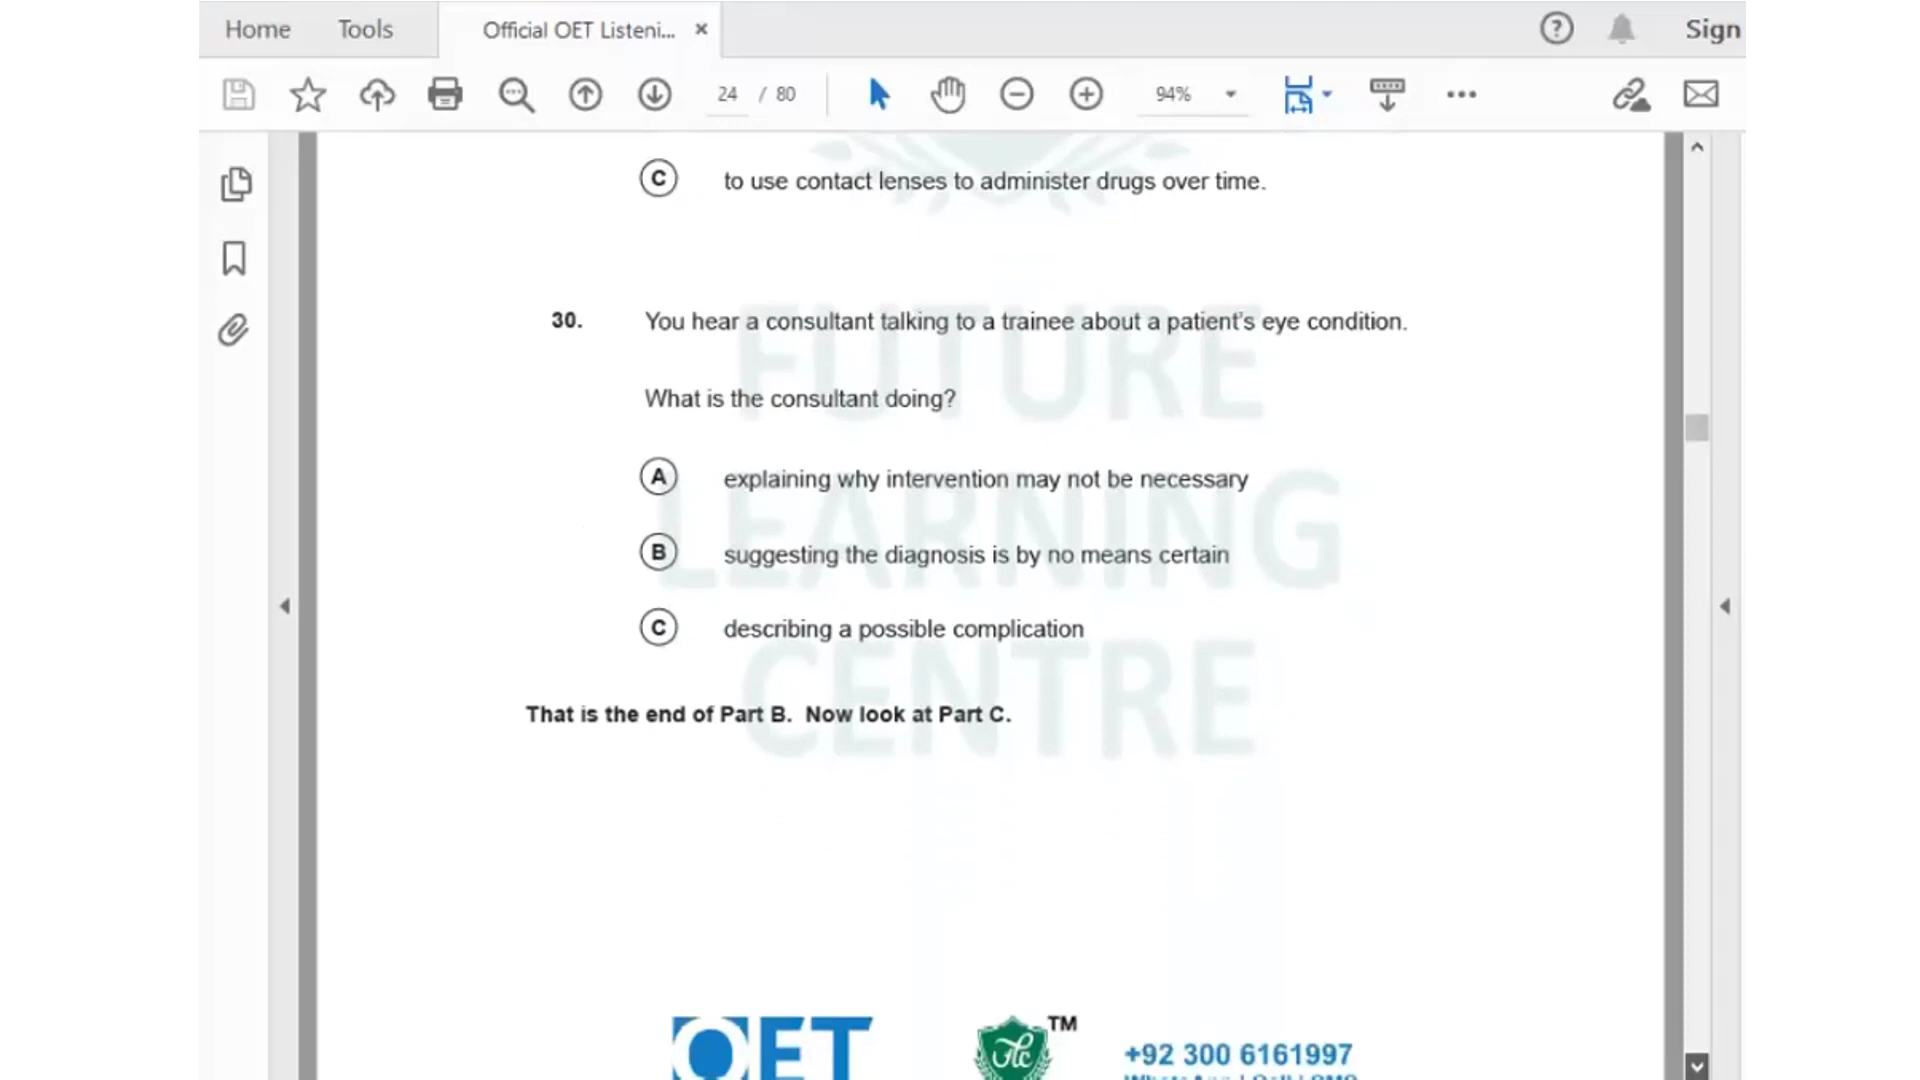 Home Tools Official OET Listeni... Sign
24 / 80 94%
C to use contact lenses to administer drugs over time.
30. You hear a consultant talking to a trainee about a patient's eye condition.
What is the consultant doing?
A explaining why intervention may not be necessary
B suggesting the diagnosis is by no means certain
C describing a possible complication
That is the end of Part B. Now look at Part C.
FUTURE
LEARNING
CENTRE
OET
TM
+92 300 6161997